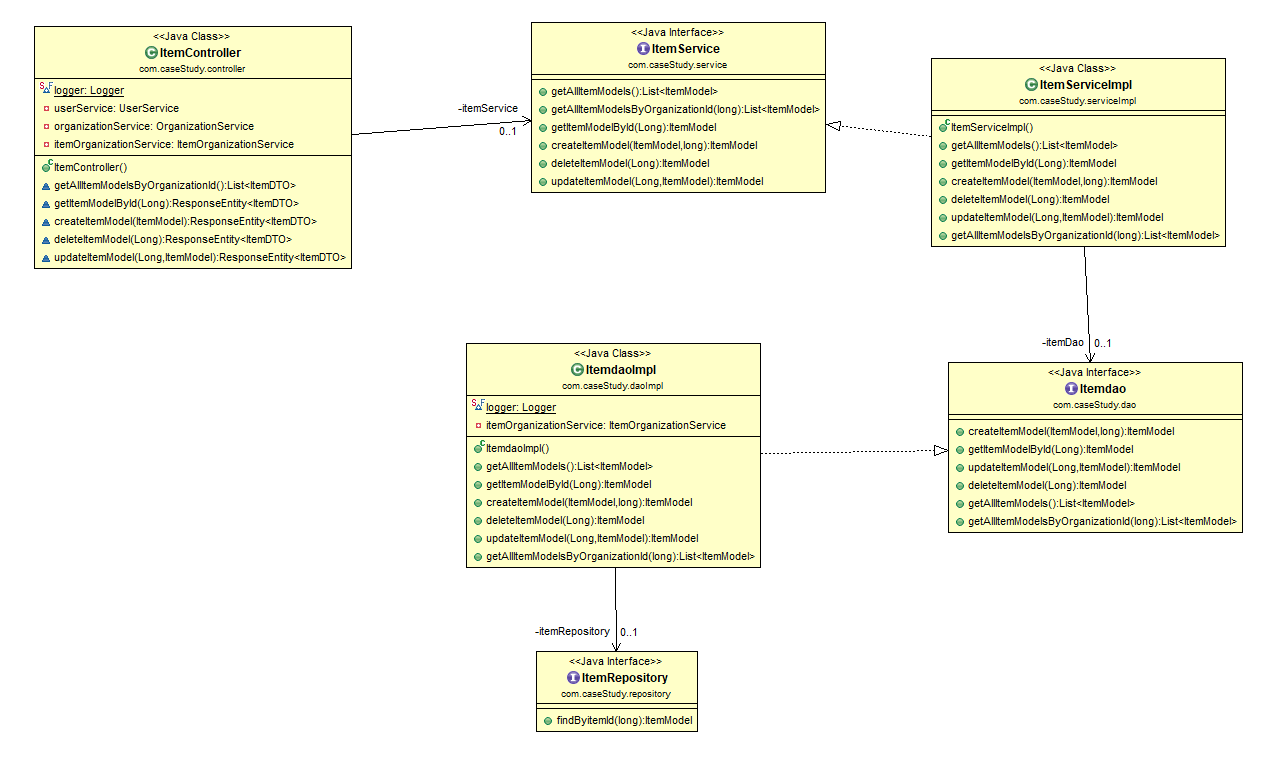 <<Java Class>>
ItemController
com.caseStudy.controller
logger: Logger
userService: UserService
organizationService: OrganizationService
itemOrganizationService: ItemOrganizationService
ItemController()
getAllItemModelsByOrganizationId():List<ItemDTO>
getItemModelById(Long):ResponseEntity<ItemDTO>
createItemModel(ItemModel):ResponseEntity<ItemDTO>
deleteItemModel(Long):ResponseEntity<ItemDTO>
updateItemModel(Long,ItemModel):ResponseEntity<ItemDTO>
-itemService
0..1
<<Java Interface>>
ItemService
com.caseStudy.service
getAllItemModels():List<ItemModel>
getAllItemModelsByOrganizationId(long):List<ItemModel>
getItemModelById(Long):ItemModel
createItemModel(ItemModel,long):ItemModel
deleteItemModel(Long):ItemModel
updateItemModel(Long,ItemModel):ItemModel
<<Java Class>>
ItemServiceImpl
com.caseStudy.serviceImpl
ItemServiceImpl()
getAllItemModels():List<ItemModel>
getItemModelById(Long):ItemModel
createItemModel(ItemModel,long):ItemModel
deleteItemModel(Long):ItemModel
updateItemModel(Long,ItemModel):ItemModel
getAllItemModelsByOrganizationId(long):List<ItemModel>
-itemDao
0..1
<<Java Class>>
ItemdaoImpl
com.caseStudy.daoImpl
logger: Logger
itemOrganizationService: ItemOrganizationService
ItemdaoImpl()
getAllItemModels():List<ItemModel>
getItemModelById(Long):ItemModel
createItemModel(ItemModel,long):ItemModel
deleteItemModel(Long):ItemModel
updateItemModel(Long,ItemModel):ItemModel
getAllItemModelsByOrganizationId(long):List<ItemModel>
<<Java Interface>>
Itemdao
com.caseStudy.dao
createItemModel(ItemModel,long):ItemModel
getItemModelById(Long):ItemModel
updateItemModel(Long,ItemModel):ItemModel
deleteItemModel(Long):ItemModel
getAllItemModels():List<ItemModel>
getAllItemModelsByOrganizationId(long):List<ItemModel>
-itemRepository
0..1
<<Java Interface>>
ItemRepository
com.caseStudy.repository
findByitemId(long):ItemModel